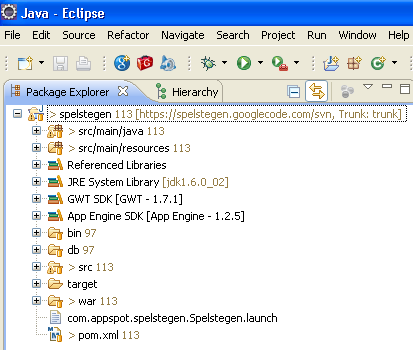 Java - Eclipse
File Edit Source Refactor Navigate Search Project Run Window Help
Package Explorer Hierarchy
> spelstegen 113 [https://spelstegen.googlecode.com/svn, Trunk: trunk]
> src/main/java 113
> src/main/resources 113
Referenced Libraries
JRE System Library [jdk1.6.0_02]
GWT SDK [GWT - 1.7.1]
App Engine SDK [App Engine - 1.2.5]
bin 97
db 97
> src 113
target
> war 113
com.appspot.spelstegen.Spelstegen.launch
> pom.xml 113